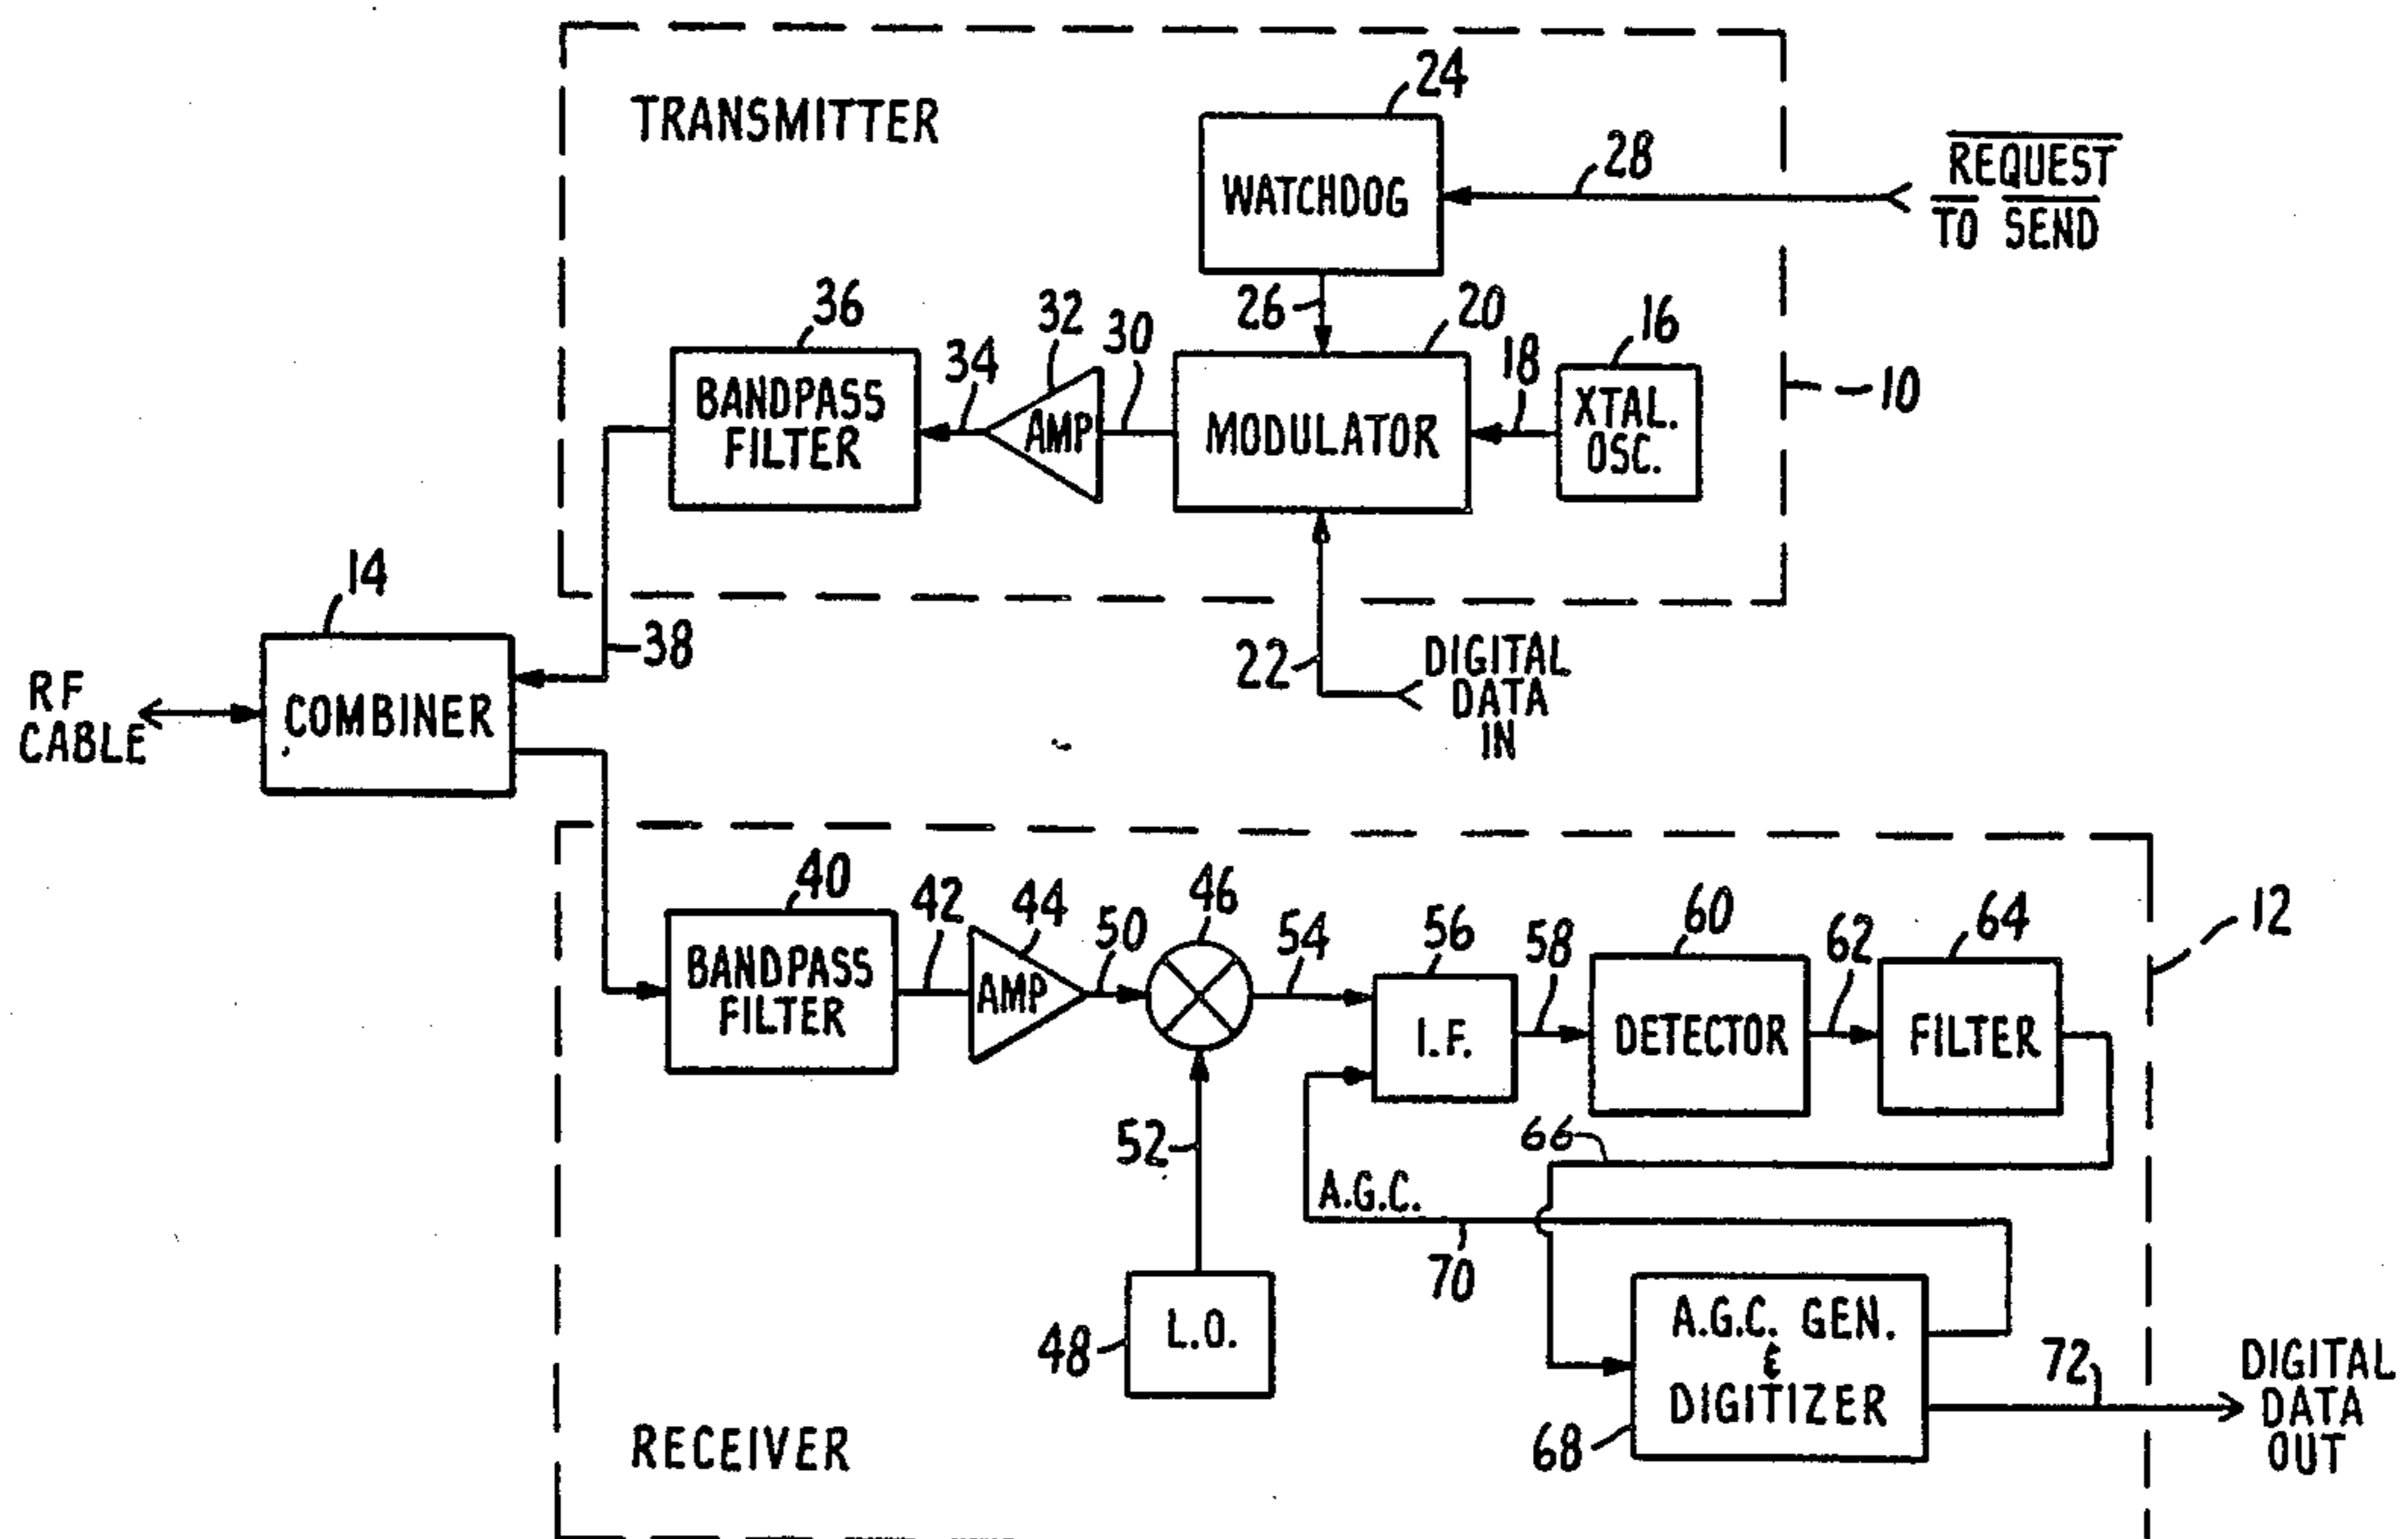 TRANSMITTER
24
WATCHDOG
28
REQUEST
TO SEND
26
36
BANDPASS
FILTER
34
32
AMP
30
20
MODULATOR
18
16
XTAL.
OSC.
10
14
COMBINER
RF
CABLE
38
22
DIGITAL
DATA
IN
40
BANDPASS
FILTER
42
44
AMP
50
46
54
56
I.F.
58
60
DETECTOR
62
64
FILTER
12
52
66
A.G.C.
70
48
L.O.
A.G.C. GEN.
&
DIGITIZER
68
72
DIGITAL
DATA
OUT
RECEIVER